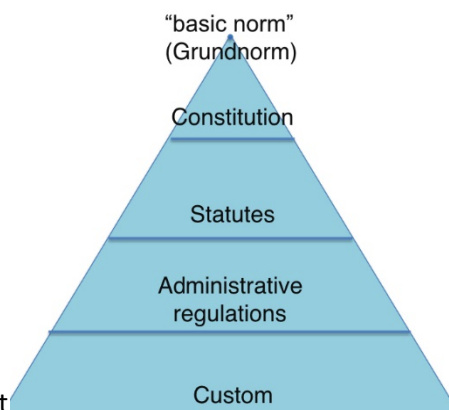 “basic norm”
(Grundnorm)
Constitution
Statutes
Administrative
regulations
Custom
t